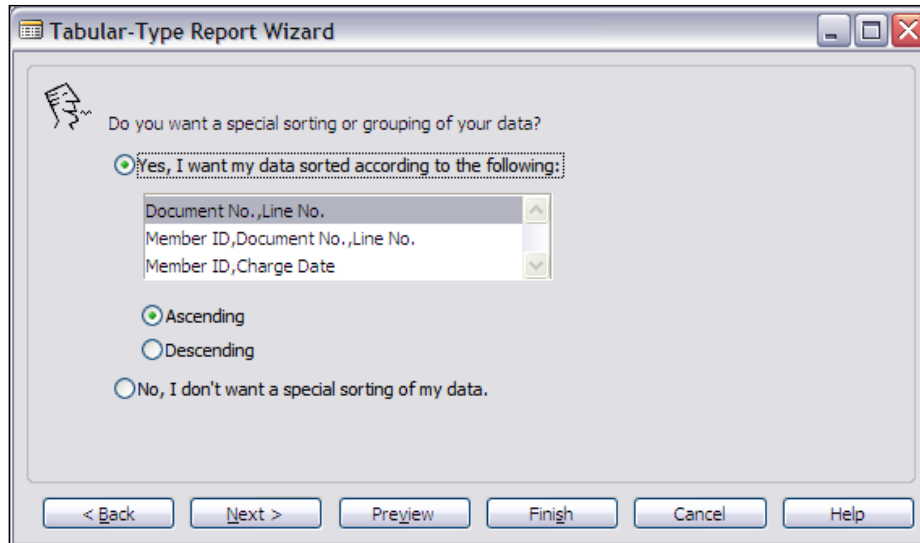 Tabular-Type Report Wizard
Do you want a special sorting or grouping of your data?
Yes, I want my data sorted according to the following:
Document No.,Line No.
Member ID,Document No.,Line No.
Member ID,Charge Date
Ascending
Descending
No, I don't want a special sorting of my data.
< Back Next > Preview Finish Cancel Help